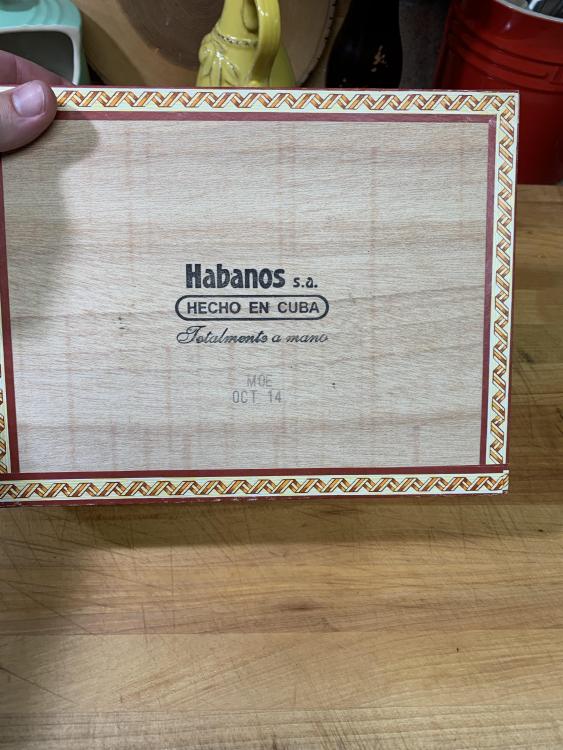 Habanos s.a.
HECHO EN CUBA
Totalmente a mano
MOE
OCT 14